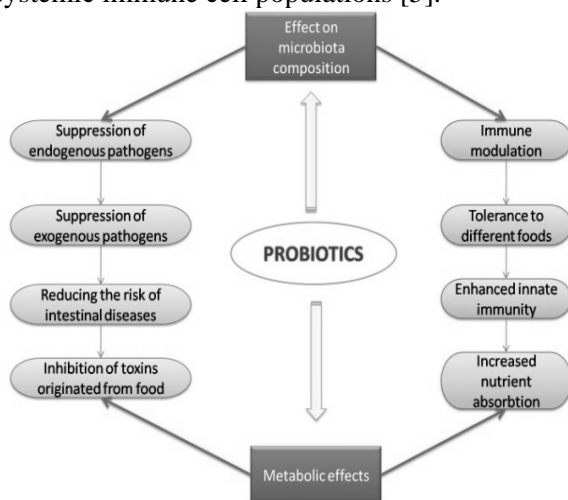 systemic immune cell populations [3].
Effect on
microbiota
composition
Suppression of
endogenous pathogens
Immune
modulation
Suppression of
exogenous pathogens
Tolerance to
different foods
PROBIOTICS
Reducing the risk of
intestinal diseases
Enhanced innate
immunity
Inhibition of toxins
originated from food
Increased
nutrient
absorbtion
Metabolic effects